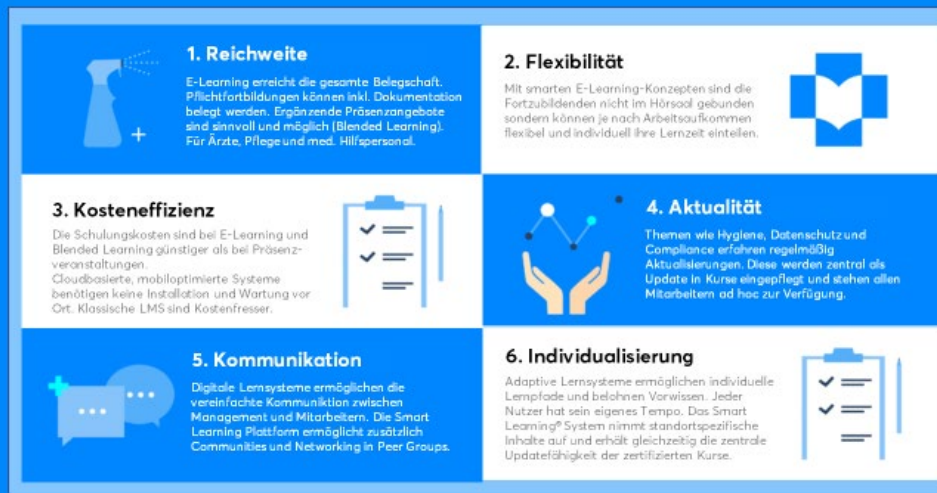 1. Reichweite
E-Learning erreicht die gesamte Belegschaft.
Pflichtfortbildungen können inkl. Dokumentation
belegt werden. Ergänzende Präsenzangebote
sind sinnvoll und möglich (Blended Learning).
Für Ärzte, Pflege und med. Hilfspersonal.
2. Flexibilität
Mit smarten E-Learning-Konzepten sind die
Fortzubildenden nicht im Hörsaal gebunden
sondern können je nach Arbeitsaufkommen
flexibel und individuell ihre Lernzeit einteilen.
3. Kosteneffizienz
Die Schulungskosten sind bei E-Learning und
Blended Learning günstiger als bei Präsenz-
veranstaltungen.
Cloudbasierte, mobiloptimierte Systeme
benötigen keine Installation und Wartung vor
Ort. Klassische LMS sind Kostenfresser.
4. Aktualität
Themen wie Hygiene, Datenschutz und
Compliance erfahren regelmäßig
Aktualisierungen. Diese werden zentral als
Update in Kurse eingepflegt und stehen allen
Mitarbeitern ad hoc zur Verfügung.
5. Kommunikation
Digitale Lernsysteme ermöglichen die
vereinfachte Kommuniktion zwischen
Management und Mitarbeitern. Die Smart
Learning Plattform ermöglicht zusätzlich
Communities und Networking in Peer Groups.
6. Individualisierung
Adaptive Lernsysteme ermöglichen individuelle
Lernpfade und belohnen Vorwissen. Jeder
Nutzer hat sein eigenes Tempo. Das Smart
Learning® System nimmt standortspezifische
Inhalte auf und erhält gleichzeitig die zentrale
Updatefähigkeit der zertifizierten Kurse.